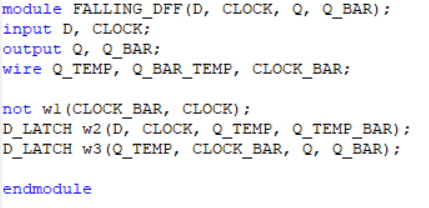 module FALLING_DFF(D, CLOCK, Q, Q_BAR);
input D, CLOCK;
output Q, Q_BAR;
wire Q_TEMP, Q_BAR_TEMP, CLOCK_BAR;
not w1(CLOCK_BAR, CLOCK);
D_LATCH w2(D, CLOCK, Q_TEMP, Q_TEMP_BAR);
D_LATCH w3(Q_TEMP, CLOCK_BAR, Q, Q_BAR);
endmodule